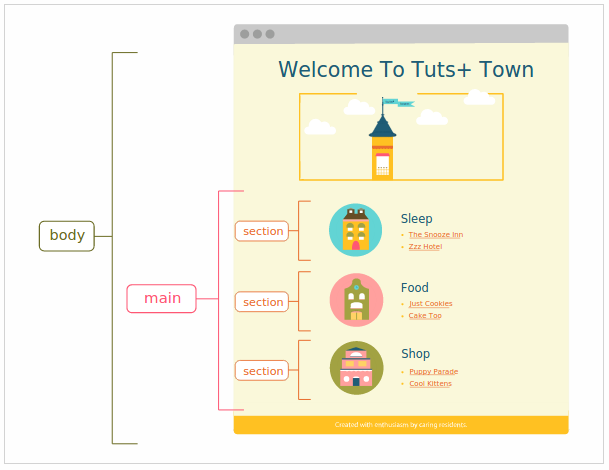 Welcome To Tuts+ Town
body
main
section
Sleep
The Snooze Inn
Zzz Hotel
section
Food
Just Cookies
Cake Too
section
Shop
Puppy Parade
Cool Kittens
Created with enthusiasm by caring residents.